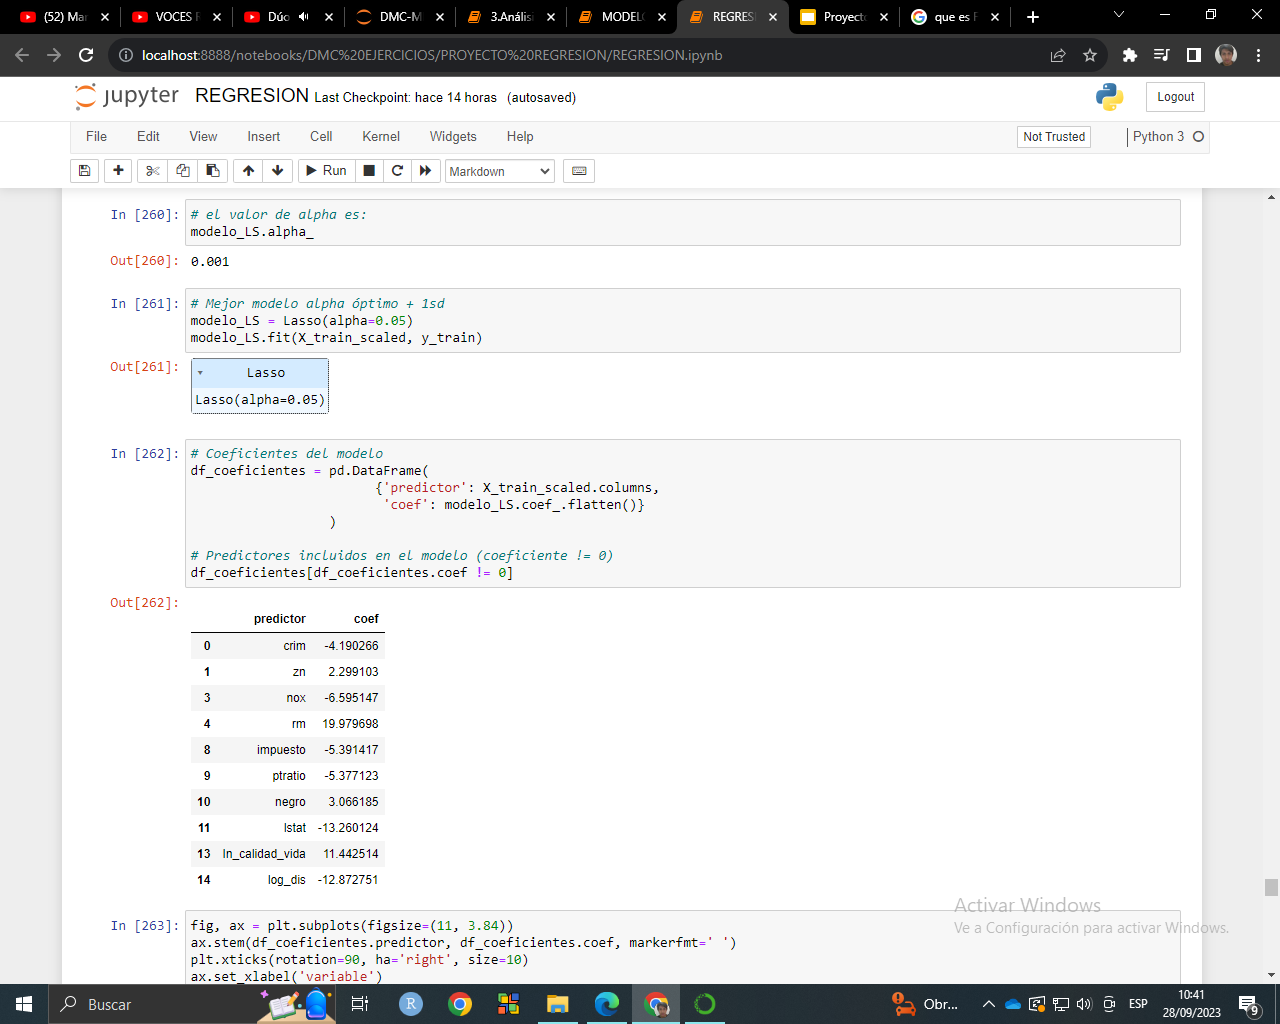 (52) Mar
VOCES F
Dúo
DMC-M
3.Anális
MODELO
REGRES
Proyecto
que es F
localhost:8888/notebooks/DMC%20EJERCICIOS/PROYECTO%20REGRESION/REGRESION.ipynb
jupyter REGRESION Last Checkpoint: hace 14 horas (autosaved)
Logout
File Edit View Insert Cell Kernel Widgets Help
Not Trusted
Python 3
Run
Markdown
In [260]: # el valor de alpha es:
modelo_LS.alpha_
Out[260]: 0.001
In [261]: # Mejor modelo alpha óptimo + 1sd
modelo_LS = Lasso(alpha=0.05)
modelo_LS.fit(X_train_scaled, y_train)
Out[261]:
Lasso
Lasso(alpha=0.05)
In [262]: # Coeficientes del modelo
df_coeficientes = pd.DataFrame(
{'predictor': X_train_scaled.columns,
'coef': modelo_LS.coef_.flatten()}
)
# Predictores incluidos en el modelo (coeficiente != 0)
df_coeficientes[df_coeficientes.coef != 0]
Out[262]:
predictor coef
0 crim -4.190266
1 zn 2.299103
3 nox -6.595147
4 rm 19.979698
8 impuesto -5.391417
9 ptratio -5.377123
10 negro 3.066185
11 lstat -13.260124
13 ln_calidad_vida 11.442514
14 log_dis -12.872751
In [263]: fig, ax = plt.subplots(figsize=(11, 3.84))
ax.stem(df_coeficientes.predictor, df_coeficientes.coef, markerfmt=' ')
plt.xticks(rotation=90, ha='right', size=10)
ax.set_xlabel('variable')
Activar Windows
Ve a Configuración para activar Windows.
Buscar
R
Obr...
ESP
10:41
28/09/2023
9